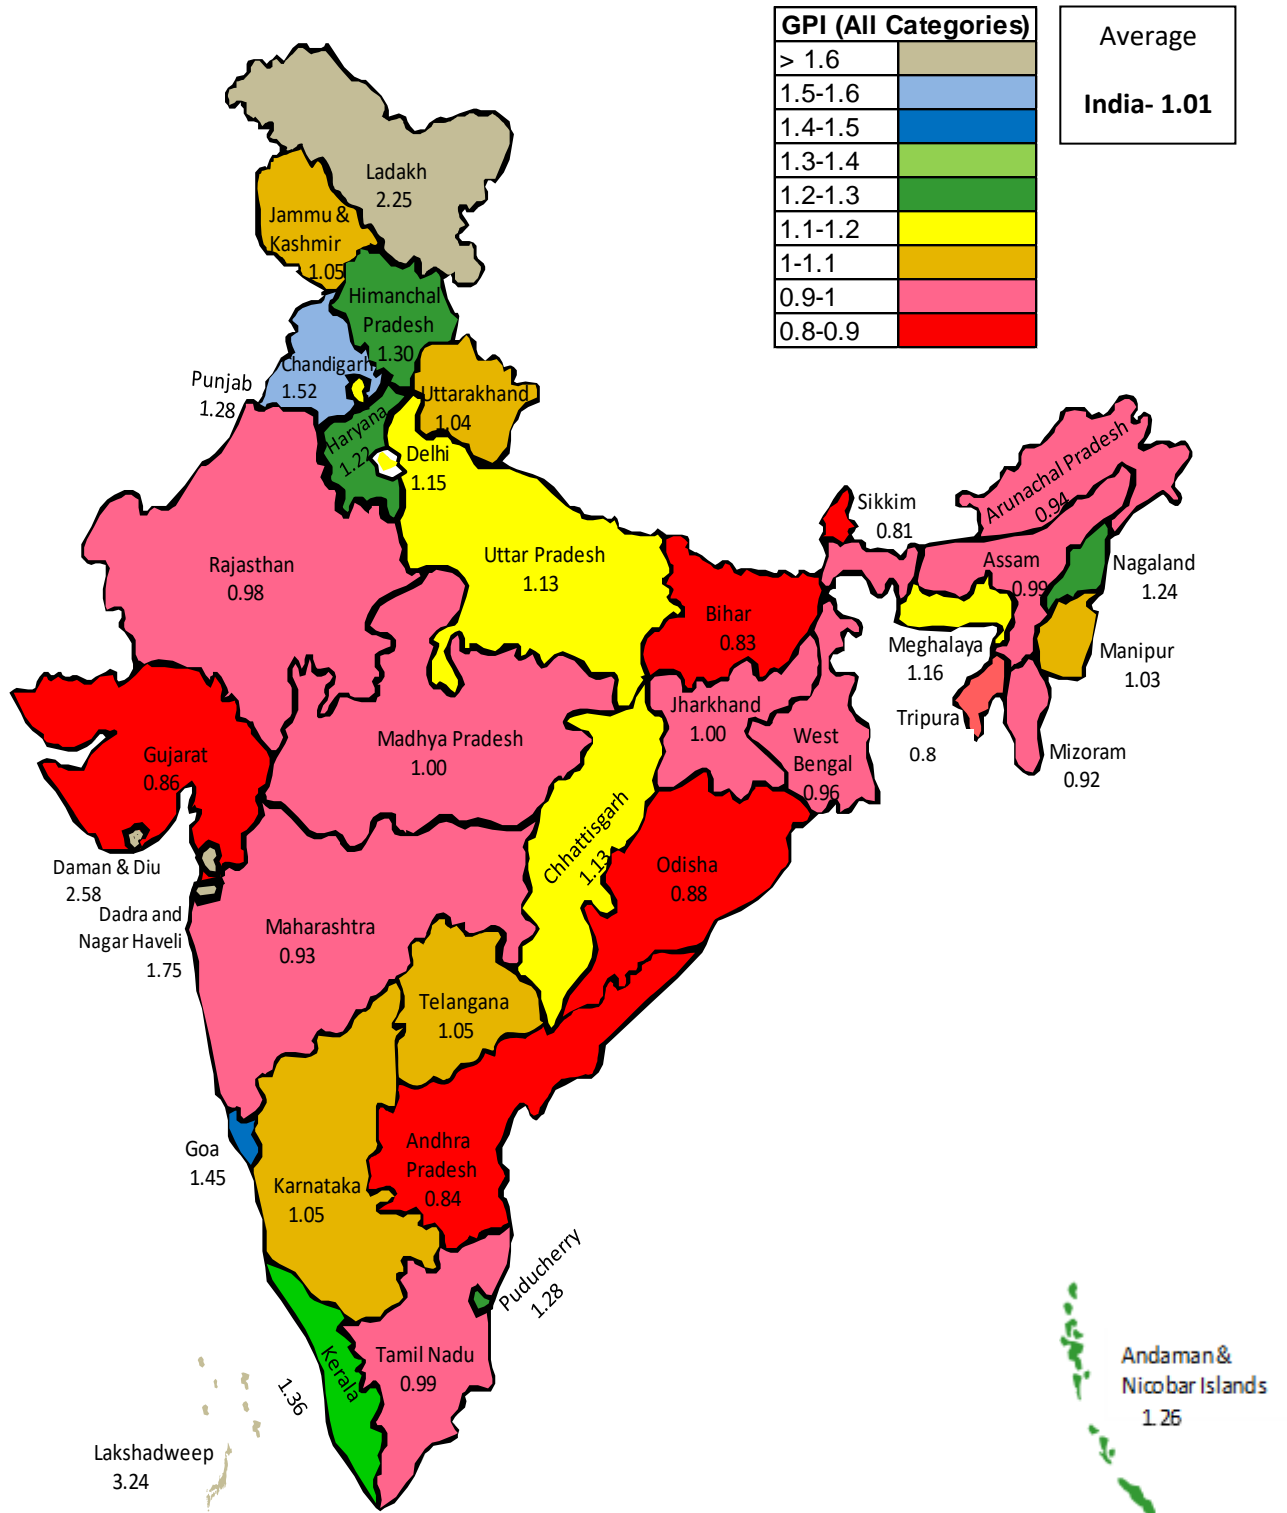 GPI (All Categories)
> 1.6
1.5-1.6
1.4-1.5
1.3-1.4
1.2-1.3
1.1-1.2
1-1.1
0.9-1
0.8-0.9
Average
India- 1.01
Ladakh
2.25
Jammu &
Kashmir
1.05
Himanchal
Pradesh
1.30
Chandigarh
1.52
Punjab
1.28
Uttarakhand
1.04
Haryana
1.22
Delhi
1.15
Rajasthan
0.98
Uttar Pradesh
1.13
Bihar
0.83
Sikkim
0.81
Arunachal Pradesh
0.94
Assam
0.99
Nagaland
1.24
Meghalaya
1.16
Manipur
1.03
Tripura
0.8
Mizoram
0.92
Gujarat
0.86
Madhya Pradesh
1.00
Jharkhand
1.00
West
Bengal
0.96
Chhattisgarh
1.13
Odisha
0.88
Daman & Diu
2.58
Dadra and
Nagar Haveli
1.75
Maharashtra
0.93
Telangana
1.05
Goa
1.45
Karnataka
1.05
Andhra
Pradesh
0.84
Puducherry
1.28
Kerala
1.36
Tamil Nadu
0.99
Lakshadweep
3.24
Andaman &
Nicobar Islands
1.26